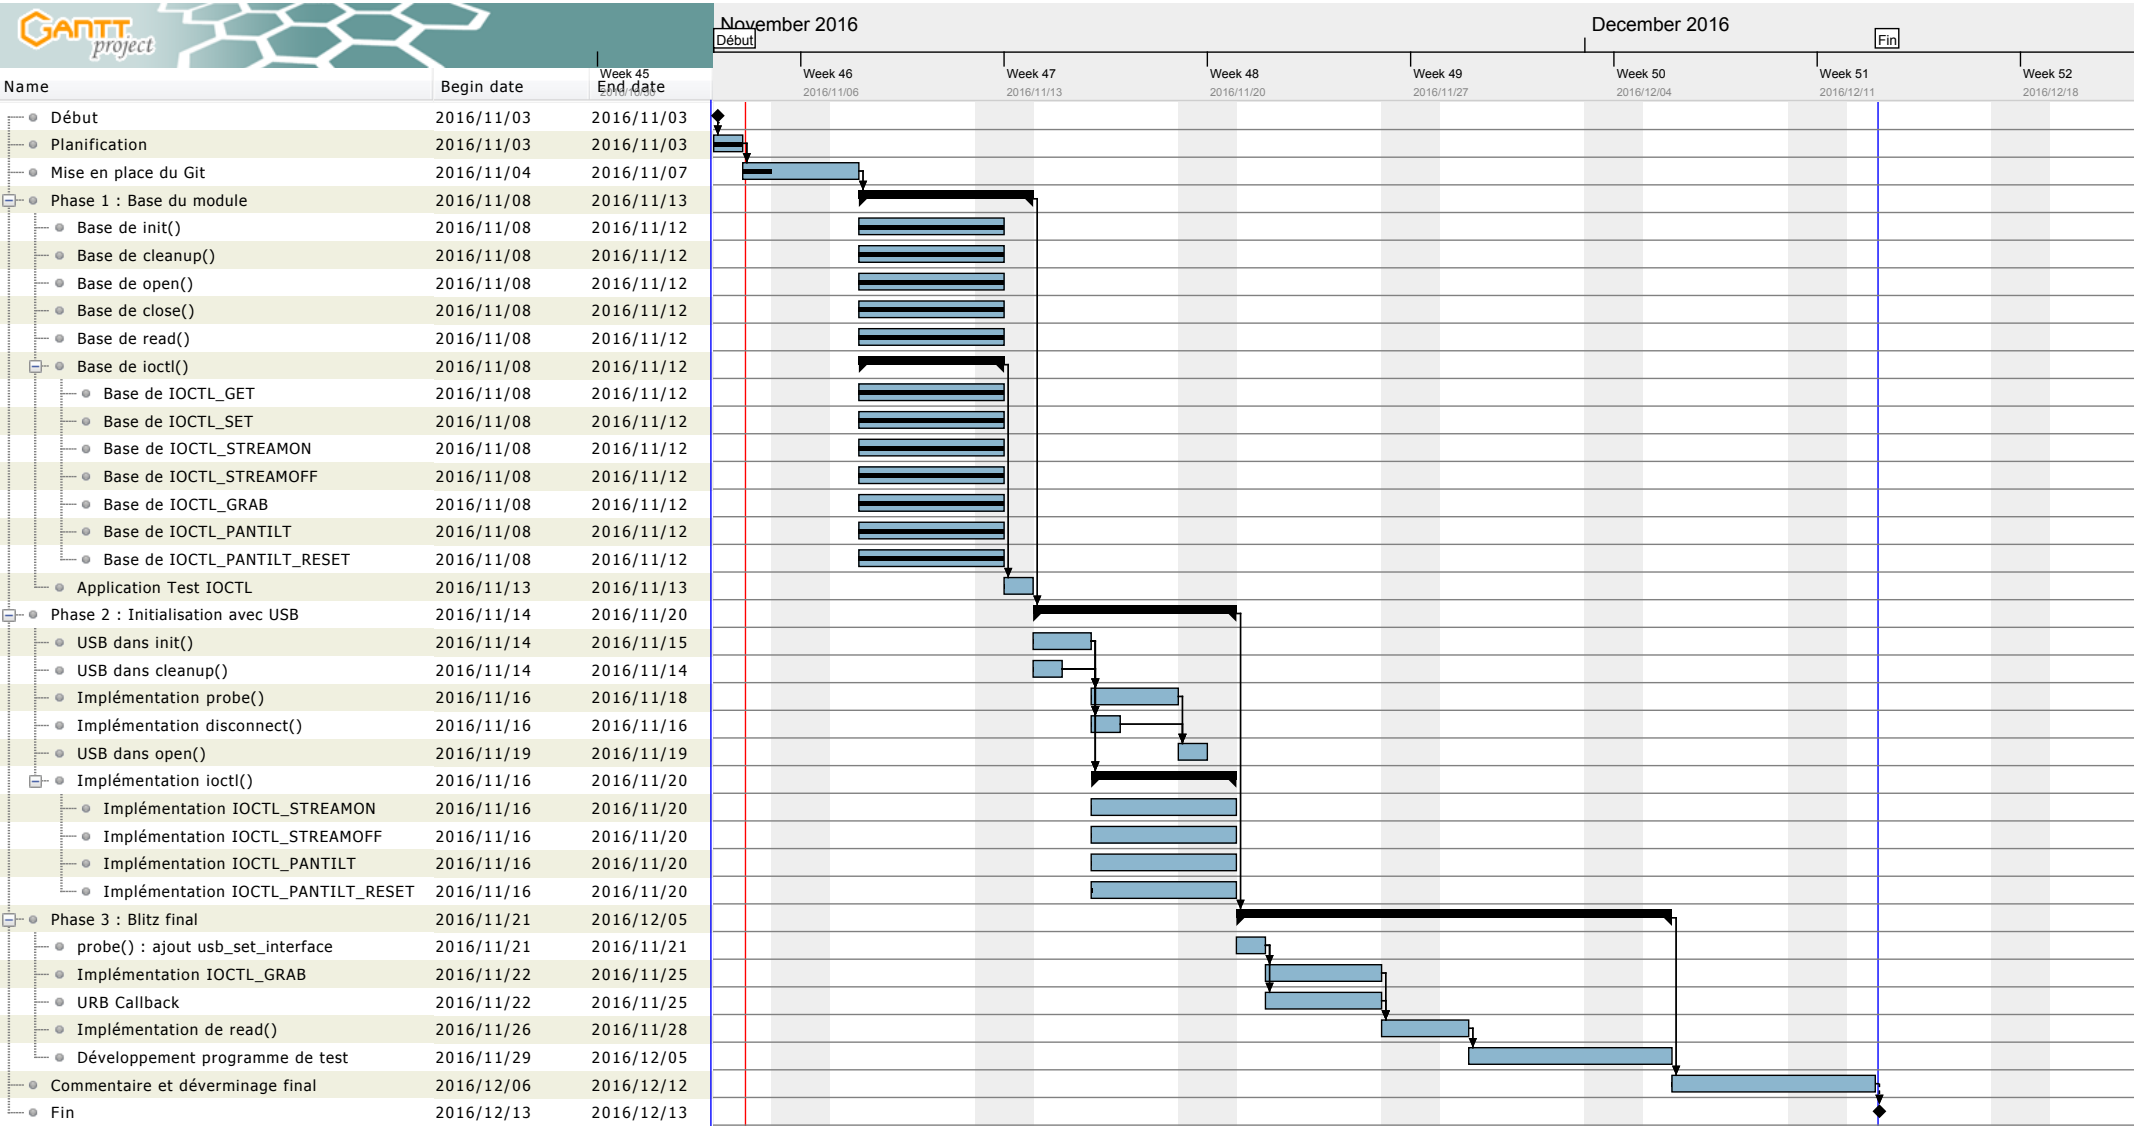 GANTT project
November 2016
December 2016
Début
Fin
Week 45
Week 46
Week 47
Week 48
Week 49
Week 50
Week 51
Week 52
Name Begin date End date
2016/10/30
2016/11/06
2016/11/13
2016/11/20
2016/11/27
2016/12/04
2016/12/11
2016/12/18
Début 2016/11/03 2016/11/03
Planification 2016/11/03 2016/11/03
Mise en place du Git 2016/11/04 2016/11/07
Phase 1 : Base du module 2016/11/08 2016/11/13
Base de init() 2016/11/08 2016/11/12
Base de cleanup() 2016/11/08 2016/11/12
Base de open() 2016/11/08 2016/11/12
Base de close() 2016/11/08 2016/11/12
Base de read() 2016/11/08 2016/11/12
Base de ioctl() 2016/11/08 2016/11/12
Base de IOCTL_GET 2016/11/08 2016/11/12
Base de IOCTL_SET 2016/11/08 2016/11/12
Base de IOCTL_STREAMON 2016/11/08 2016/11/12
Base de IOCTL_STREAMOFF 2016/11/08 2016/11/12
Base de IOCTL_GRAB 2016/11/08 2016/11/12
Base de IOCTL_PANTILT 2016/11/08 2016/11/12
Base de IOCTL_PANTILT_RESET 2016/11/08 2016/11/12
Application Test IOCTL 2016/11/13 2016/11/13
Phase 2 : Initialisation avec USB 2016/11/14 2016/11/20
USB dans init() 2016/11/14 2016/11/15
USB dans cleanup() 2016/11/14 2016/11/14
Implémentation probe() 2016/11/16 2016/11/18
Implémentation disconnect() 2016/11/16 2016/11/16
USB dans open() 2016/11/19 2016/11/19
Implémentation ioctl() 2016/11/16 2016/11/20
Implémentation IOCTL_STREAMON 2016/11/16 2016/11/20
Implémentation IOCTL_STREAMOFF 2016/11/16 2016/11/20
Implémentation IOCTL_PANTILT 2016/11/16 2016/11/20
Implémentation IOCTL_PANTILT_RESET 2016/11/16 2016/11/20
Phase 3 : Blitz final 2016/11/21 2016/12/05
probe() : ajout usb_set_interface 2016/11/21 2016/11/21
Implémentation IOCTL_GRAB 2016/11/22 2016/11/25
URB Callback 2016/11/22 2016/11/25
Implémentation de read() 2016/11/26 2016/11/28
Développement programme de test 2016/11/29 2016/12/05
Commentaire et déverminage final 2016/12/06 2016/12/12
Fin 2016/12/13 2016/12/13